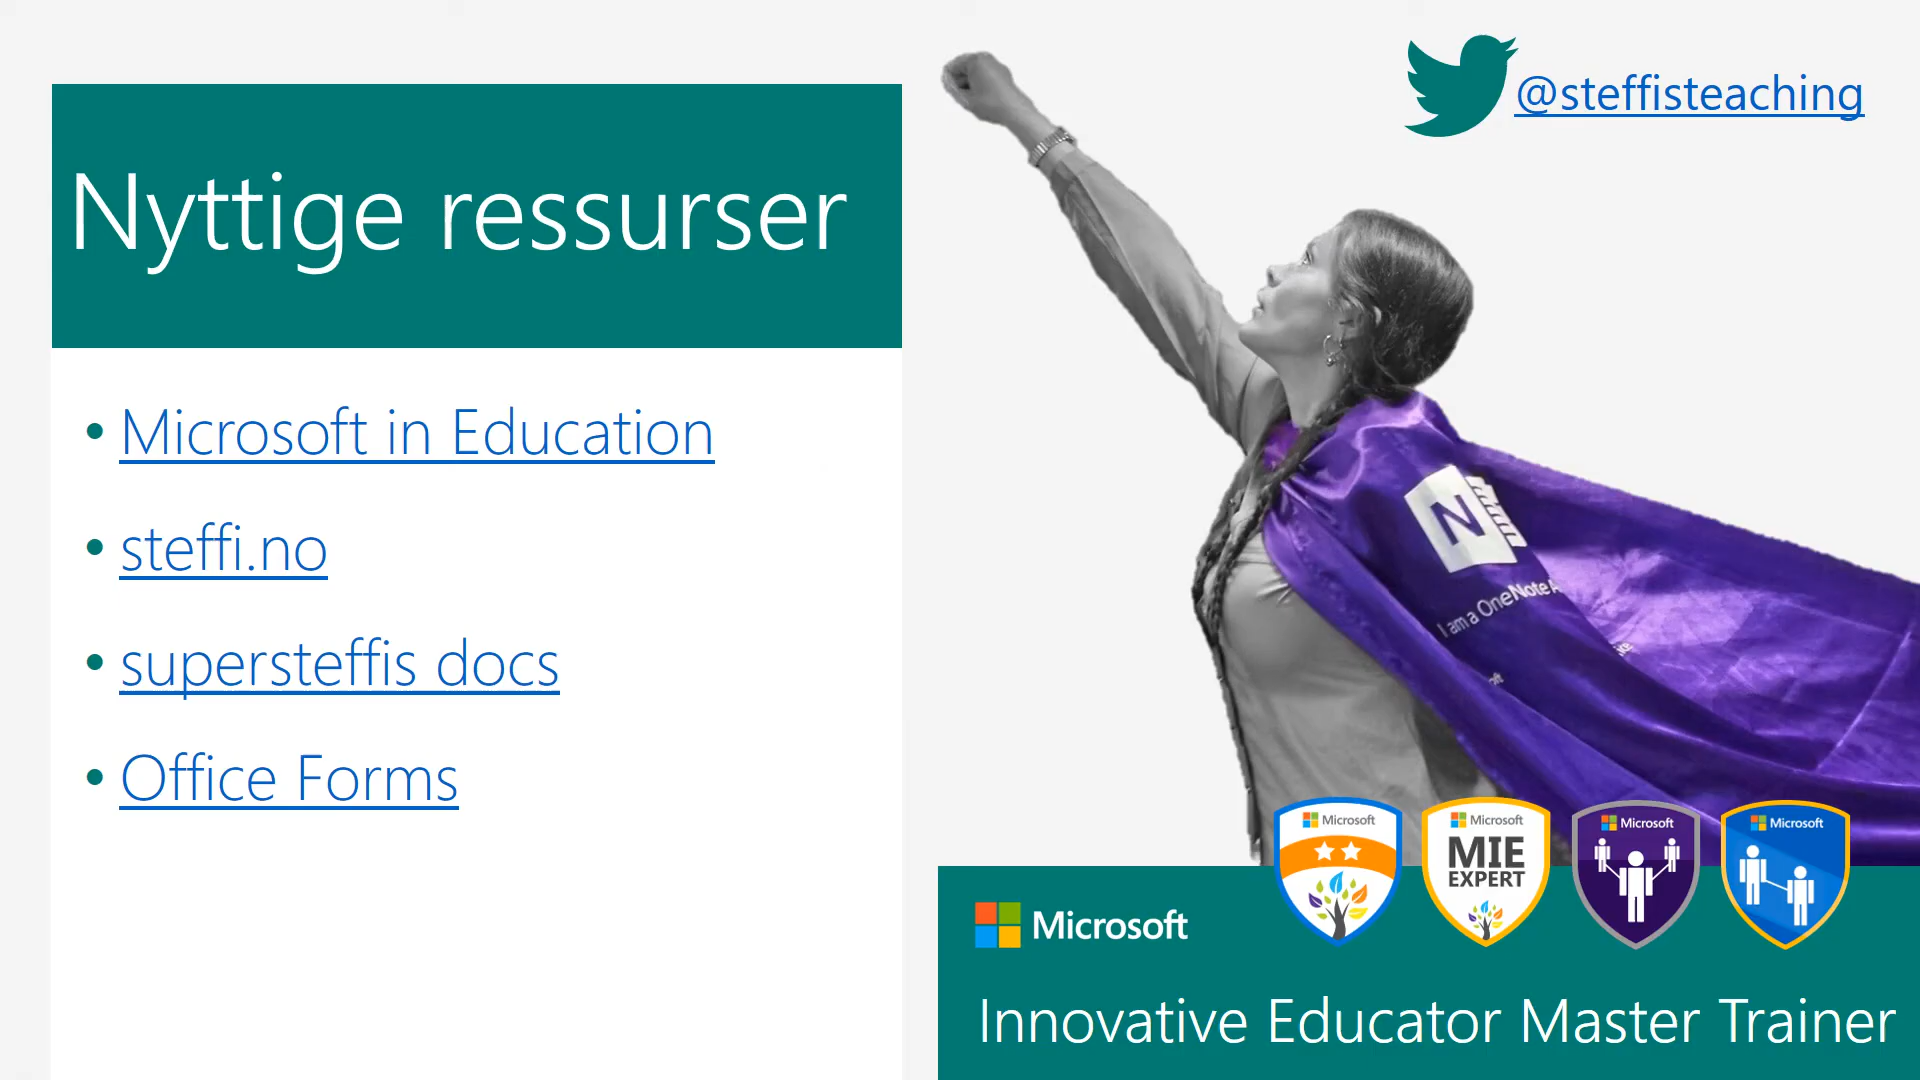 @steffisteaching
Nyttige ressurser
Microsoft in Education
steffi.no
supersteffis docs
Office Forms
N
I am a OneNote
Microsoft
Microsoft
MIE
EXPERT
Microsoft
Microsoft
Microsoft
Innovative Educator Master Trainer